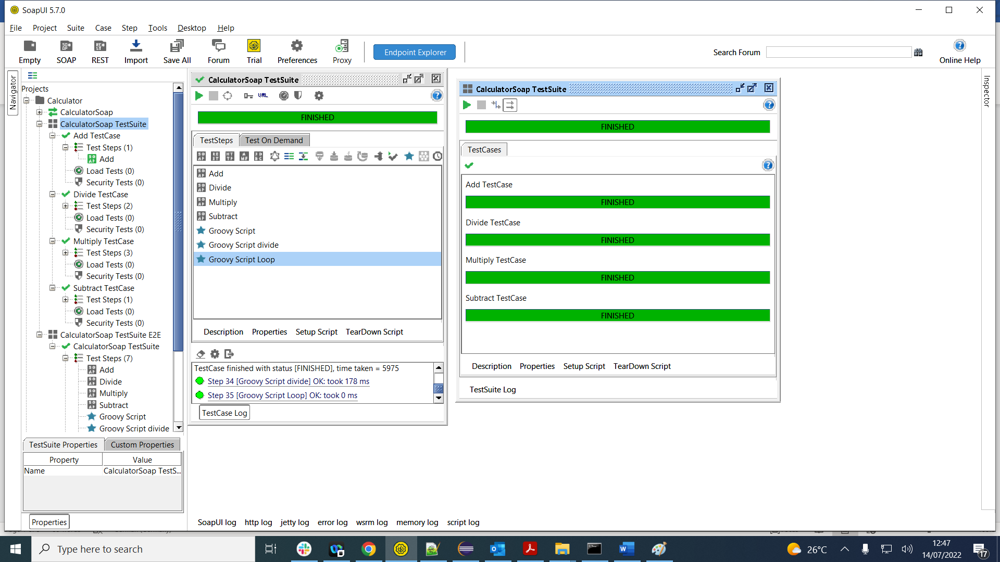 SoapUI 5.7.0
File Project Suite Case Step Tools Desktop Help
Empty SOAP REST Import Save All Forum Trial Preferences Proxy Endpoint Explorer Search Forum Online Help
Navigator
Projects
Calculator
CalculatorSoap
CalculatorSoap TestSuite
Add TestCase
Test Steps (1)
Add
Load Tests (0)
Security Tests (0)
Divide TestCase
Test Steps (2)
Load Tests (0)
Security Tests (0)
Multiply TestCase
Test Steps (3)
Load Tests (0)
Security Tests (0)
Subtract TestCase
Test Steps (1)
Load Tests (0)
Security Tests (0)
CalculatorSoap TestSuite E2E
CalculatorSoap TestSuite
Test Steps (7)
Add
Divide
Multiply
Subtract
Groovy Script
Groovy Script divide
TestSuite Properties Custom Properties
Property Value
Name CalculatorSoap TestS...
Properties
CalculatorSoap TestSuite
URL
FINISHED
TestSteps Test On Demand
Add
Divide
Multiply
Subtract
Groovy Script
Groovy Script divide
Groovy Script Loop
Description Properties Setup Script TearDown Script
TestCase finished with status [FINISHED], time taken = 5975
Step 34 [Groovy Script divide] OK: took 178 ms
Step 35 [Groovy Script Loop] OK: took 0 ms
TestCase Log
CalculatorSoap TestSuite
FINISHED
TestCases
Add TestCase
FINISHED
Divide TestCase
FINISHED
Multiply TestCase
FINISHED
Subtract TestCase
FINISHED
Description Properties Setup Script TearDown Script
TestSuite Log
Inspector
SoapUI log http log jetty log error log wsrm log memory log script log
Type here to search
26°C
12:47
14/07/2022
17